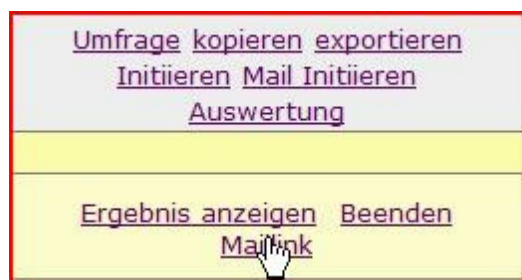 Umfrage kopieren exportieren
Initiieren Mail Initiieren
Auswertung
Ergebnis anzeigen Beenden
Maillink